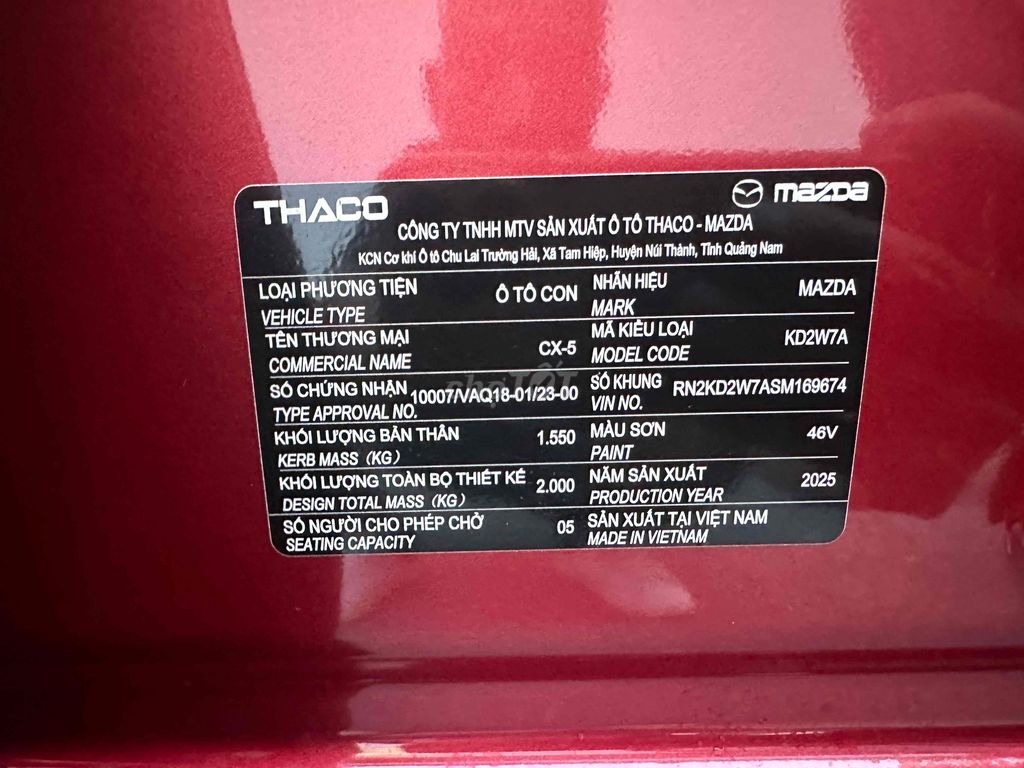 THACO
mazda
CÔNG TY TNHH MTV SẢN XUẤT Ô TÔ THACO - MAZDA
KCN Cơ khí Ô tô Chu Lai Trường Hải, Xã Tam Hiệp, Huyện Núi Thành, Tỉnh Quảng Nam
LOẠI PHƯƠNG TIỆN Ô TÔ CON NHÃN HIỆU MAZDA
VEHICLE TYPE MARK
TÊN THƯƠNG MẠI CX-5 MÃ KIỂU LOẠI KD2W7A
COMMERCIAL NAME MODEL CODE
SỐ CHỨNG NHẬN 10007/VAQ18-01/23-00 SỐ KHUNG RN2KD2W7ASM169674
TYPE APPROVAL NO. VIN NO.
KHỐI LƯỢNG BẢN THÂN 1.550 MÀU SƠN 46V
KERB MASS (KG) PAINT
KHỐI LƯỢNG TOÀN BỘ THIẾT KẾ 2.000 NĂM SẢN XUẤT 2025
DESIGN TOTAL MASS (KG) PRODUCTION YEAR
SỐ NGƯỜI CHO PHÉP CHỞ 05 SẢN XUẤT TẠI VIỆT NAM
SEATING CAPACITY MADE IN VIETNAM
chợTỐT